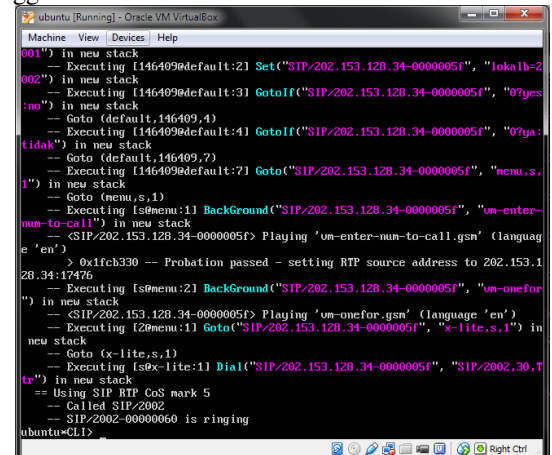 ubuntu [Running] - Oracle VM VirtualBox
Machine View Devices Help
001") in new stack
-- Executing [146409@default:2] Set("SIP/202.153.128.34-0000005f", "lokalb=2
002") in new stack
-- Executing [146409@default:3] GotoIf("SIP/202.153.128.34-0000005f", "0?yes
:no") in new stack
-- Goto (default,146409,4)
-- Executing [146409@default:4] GotoIf("SIP/202.153.128.34-0000005f", "0?ya:
tidak") in new stack
-- Goto (default,146409,7)
-- Executing [146409@default:7] Goto("SIP/202.153.128.34-0000005f", "menu,s,
1") in new stack
-- Goto (menu,s,1)
-- Executing [s@menu:1] BackGround("SIP/202.153.128.34-0000005f", "vm-enter-
num-to-call") in new stack
-- <SIP/202.153.128.34-0000005f> Playing 'vm-enter-num-to-call.gsm' (languag
e 'en')
> 0x1fcb330 -- Probation passed - setting RTP source address to 202.153.1
28.34:17476
-- Executing [s@menu:2] BackGround("SIP/202.153.128.34-0000005f", "vm-onefor
") in new stack
-- <SIP/202.153.128.34-0000005f> Playing 'vm-onefor.gsm' (language 'en')
-- Executing [2@menu:1] Goto("SIP/202.153.128.34-0000005f", "x-lite,s,1") in
new stack
-- Goto (x-lite,s,1)
-- Executing [s@x-lite:1] Dial("SIP/202.153.128.34-0000005f", "SIP/2002,30,T
tr") in new stack
== Using SIP RTP CoS mark 5
-- Called SIP/2002
-- SIP/2002-00000060 is ringing
ubuntu*CLI> _
Right Ctrl